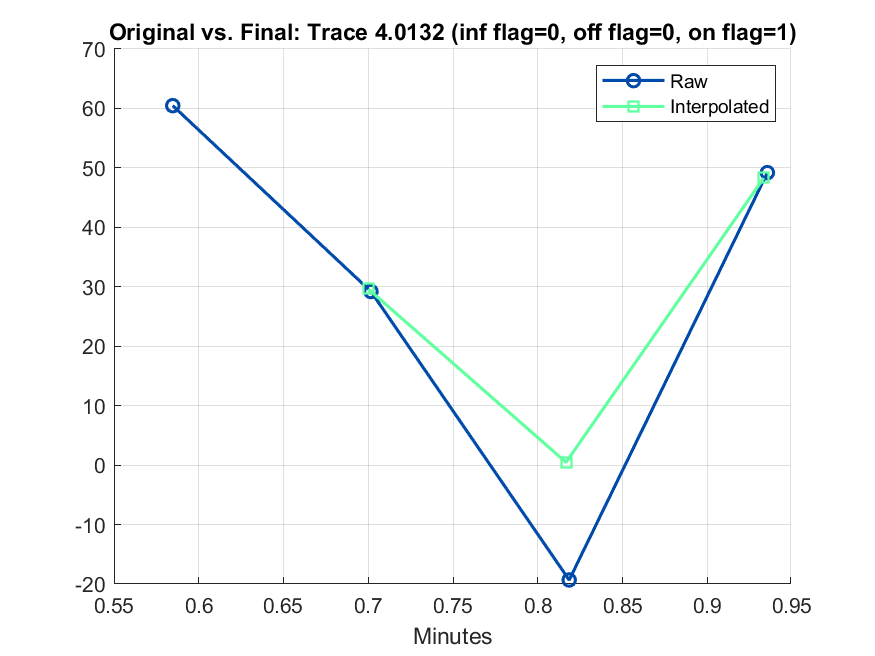 Original vs. Final: Trace 4.0132 (inf flag=0, off flag=0, on flag=1)
70
60
50
40
30
20
10
0
-10
-20
Raw
Interpolated
0.55 0.6 0.65 0.7 0.75 0.8 0.85 0.9 0.95
Minutes